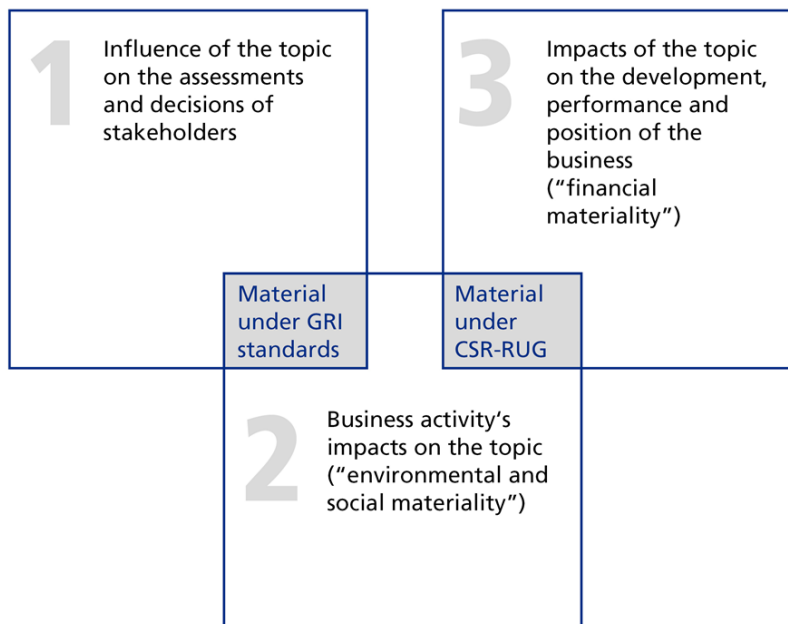 1
Influence of the topic
on the assessments
and decisions of
stakeholders
3
Impacts of the topic
on the development,
performance and
position of the
business
(“financial
materiality”)
Material
under GRI
standards
Material
under
CSR-RUG
2
Business activity‘s
impacts on the topic
(“environmental and
social materiality”)